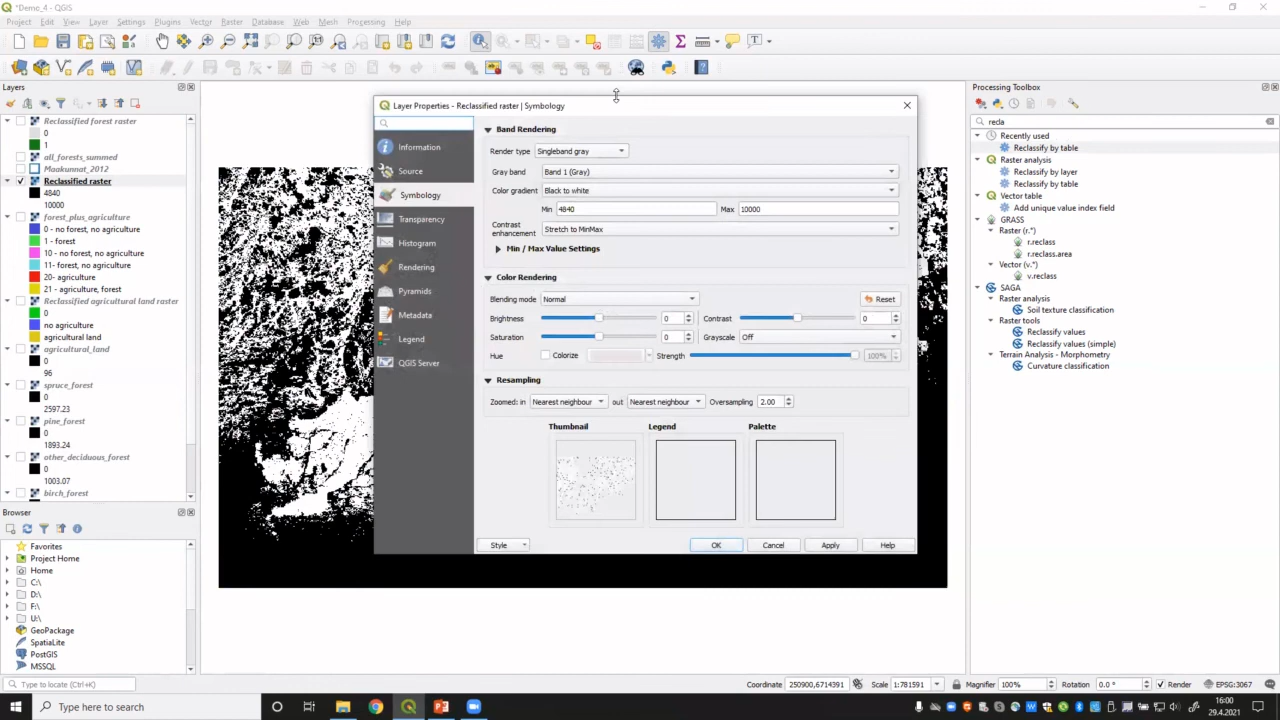 *Demo_4 - QGIS
Project Edit View Layer Settings Plugins Vector Raster Database Web Mesh Processing Help
Layers
Reclassified forest raster
0
1
all_forests_summed
Maakunnat_2012
Reclassified raster
4840
10000
forest_plus_agriculture
0 - no forest, no agriculture
1 - forest
10 - no forest, no agriculture
11- forest, no agriculture
20- agriculture
21 - agriculture, forest
Reclassified agricultural land raster
0
no agriculture
agricultural land
agricultural_land
0
96
spruce_forest
0
2597.23
pine_forest
0
1893.24
other_deciduous_forest
0
1003.07
birch_forest
Browser
Favorites
Project Home
Home
C:\
D:\
F:\
U:\
GeoPackage
SpatiaLite
PostGIS
MSSQL
Layer Properties - Reclassified raster | Symbology
Information
Source
Symbology
Transparency
Histogram
Rendering
Pyramids
Metadata
Legend
QGIS Server
Band Rendering
Render type Singleband gray
Gray band Band 1 (Gray)
Color gradient Black to white
Min 4840 Max 10000
Contrast enhancement Stretch to MinMax
Min / Max Value Settings
Color Rendering
Blending mode Normal Reset
Brightness 0 Contrast 0
Saturation 0 Grayscale Off
Hue Colorize Strength 100%
Resampling
Zoomed: in Nearest neighbour out Nearest neighbour Oversampling 2.00
Thumbnail Legend Palette
Style OK Cancel Apply Help
Processing Toolbox
reda
Recently used
Reclassify by table
Raster analysis
Reclassify by layer
Reclassify by table
Vector table
Add unique value index field
GRASS
Raster (r.*)
r.reclass
r.reclass.area
Vector (v.*)
v.reclass
SAGA
Raster analysis
Soil texture classification
Raster tools
Reclassify values
Reclassify values (simple)
Terrain Analysis - Morphometry
Curvature classification
Type to locate (Ctrl+K) Coordinate 250900,6714391 Scale 1:781591 Magnifier 100% Rotation 0.0 ° Render EPSG:3067
Type here to search
16:00
29.4.2021